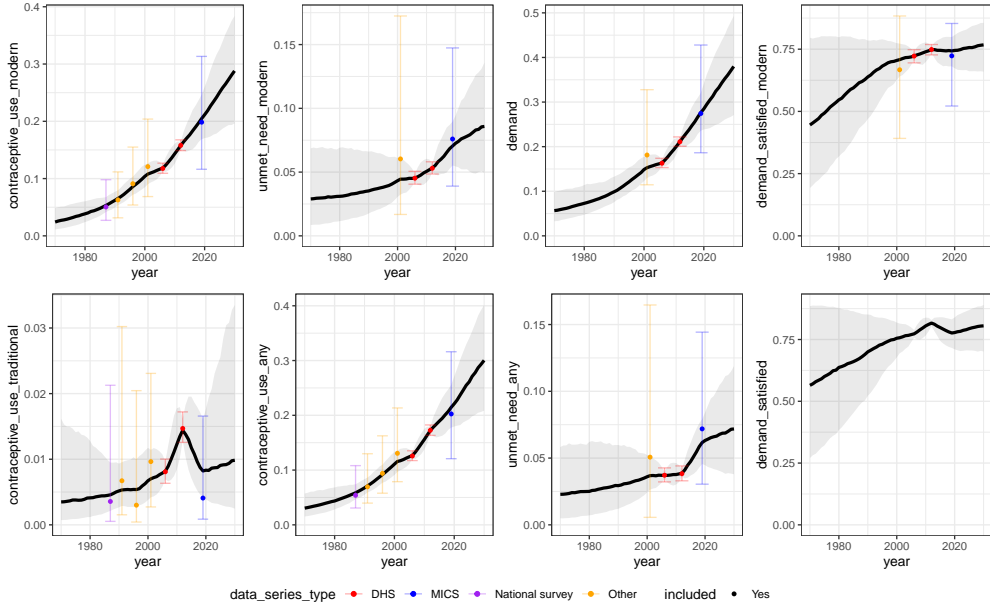 contraceptive_use_modern
0.4
0.3
0.2
0.1
0.0
1980 2000 2020
year
unmet_need_modern
0.15
0.10
0.05
0.00
1980 2000 2020
year
demand
0.5
0.4
0.3
0.2
0.1
0.0
1980 2000 2020
year
demand_satisfied_modern
0.75
0.50
0.25
0.00
1980 2000 2020
year
contraceptive_use_traditional
0.03
0.02
0.01
0.00
1980 2000 2020
year
contraceptive_use_any
0.4
0.3
0.2
0.1
0.0
1980 2000 2020
year
unmet_need_any
0.15
0.10
0.05
0.00
1980 2000 2020
year
demand_satisfied
0.75
0.50
0.25
0.00
1980 2000 2020
year
data_series_type DHS MICS National survey Other included Yes